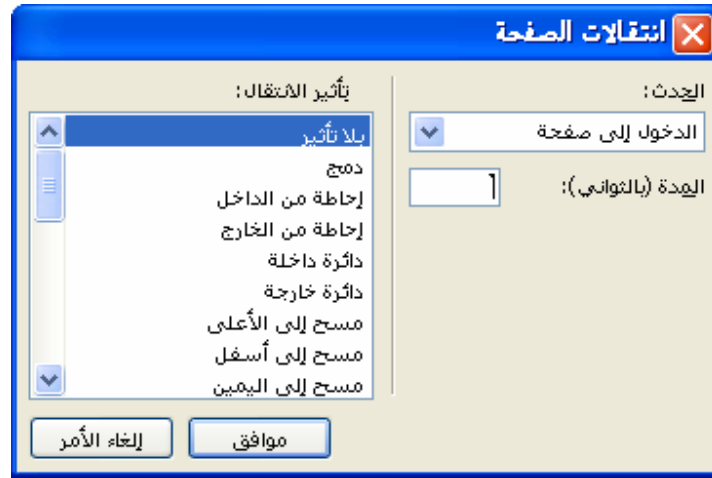 انتقالات الصفحة
الحدث:
الدخول إلى صفحة
المدة (بالثواني):
1
تأثير الانتقال:
بلا تأثير
دمج
إحاطة من الداخل
إحاطة من الخارج
دائرة داخلة
دائرة خارجة
مسح إلى الأعلى
مسح إلى أسفل
مسح إلى اليمين
موافق
إلغاء الأمر